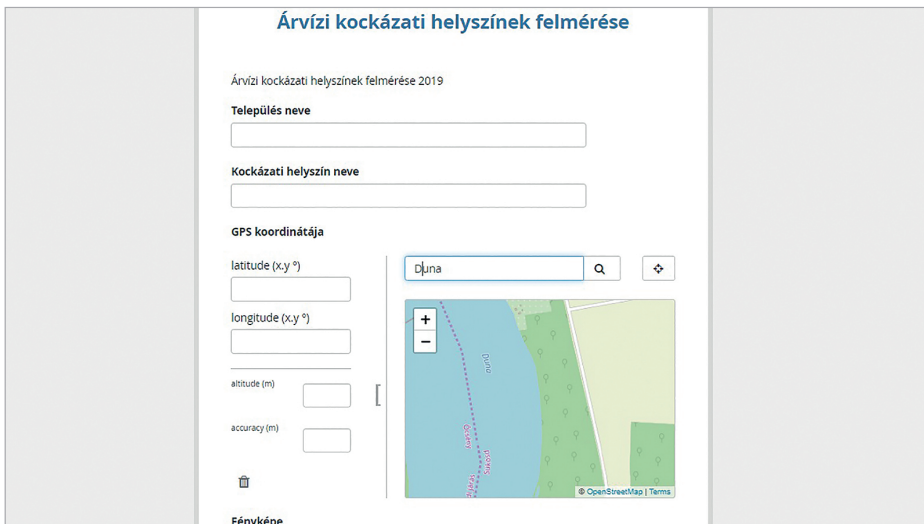 Árvízi kockázati helyszínek felmérése
Árvízi kockázati helyszínek felmérése 2019
Település neve
Kockázati helyszín neve
GPS koordinátája
latitude (x.y °)
longitude (x.y °)
altitude (m)
accuracy (m)
Duna
+
−
Duna
Őcsény
© OpenStreetMap | Terms
Fényképe